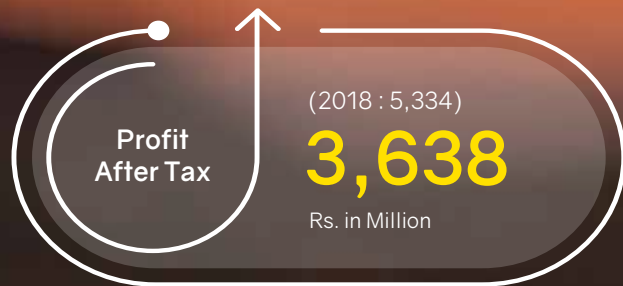 Profit
After Tax
(2018 : 5,334)
3,638
Rs. in Million